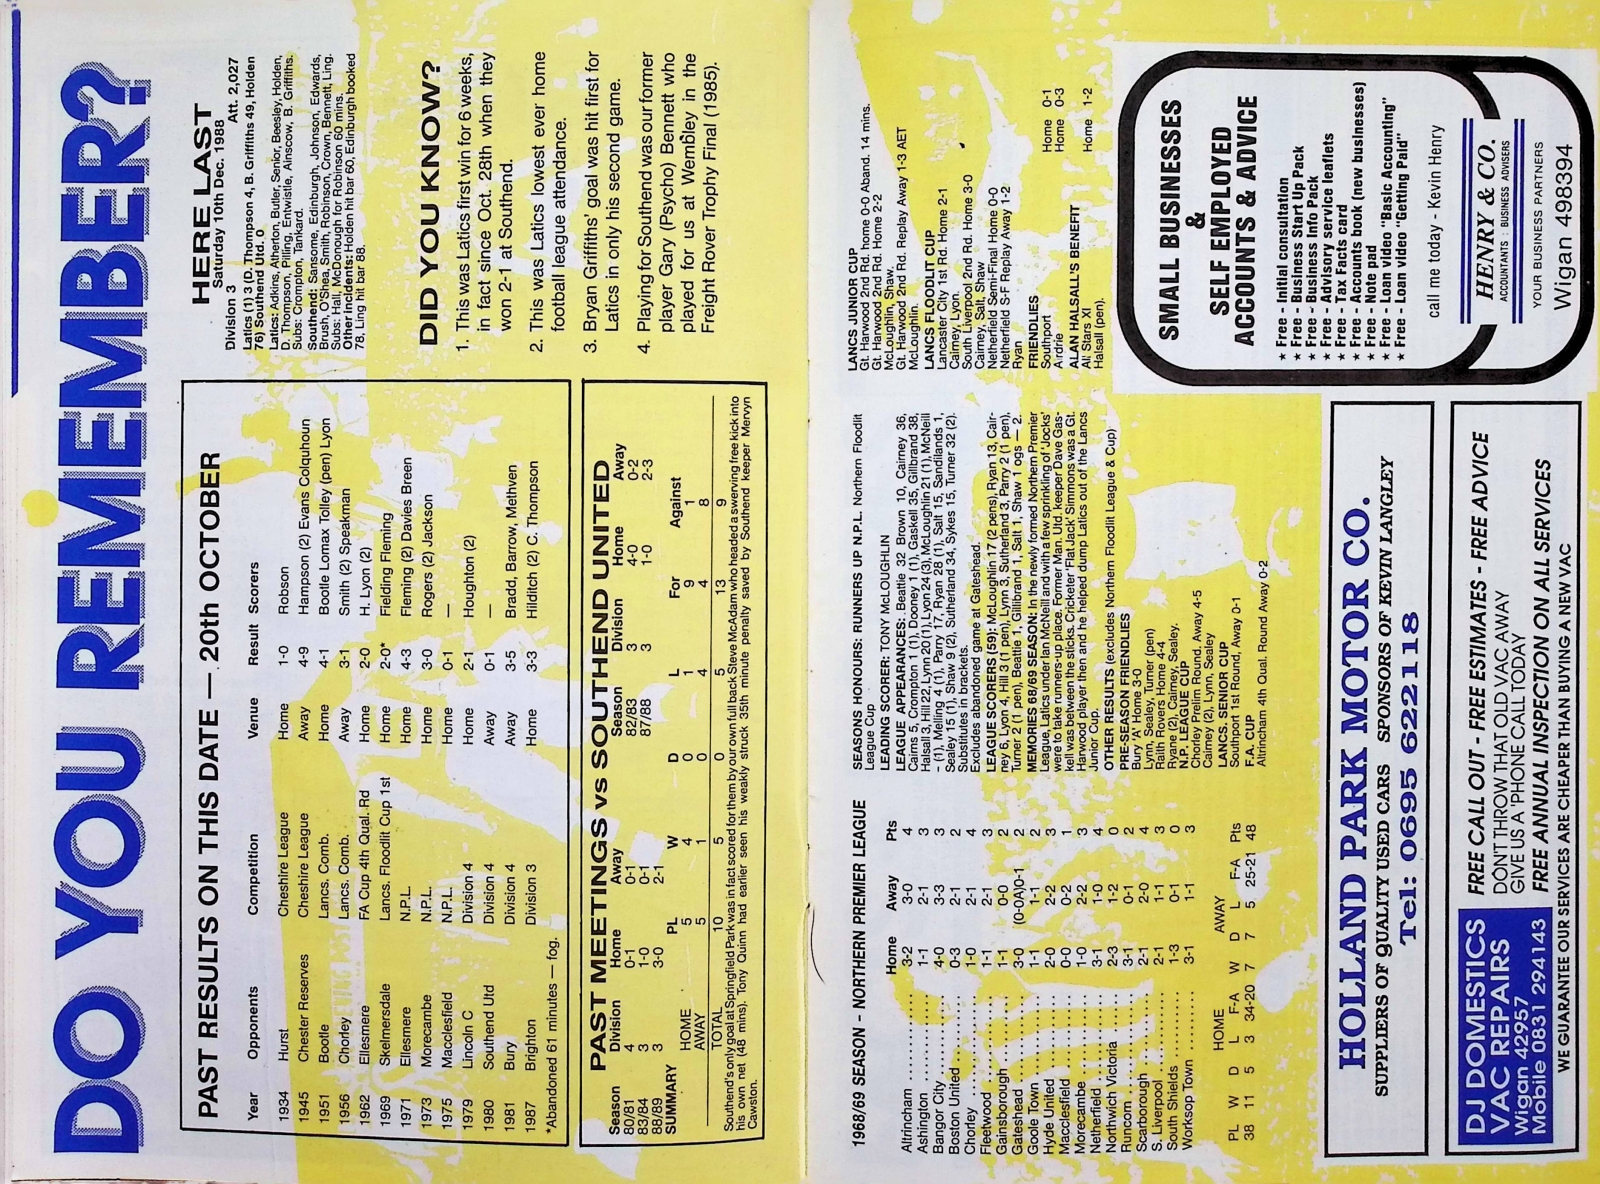 DO YOU REMEMBER?
PAST RESULTS ON THIS DATE — 20th OCTOBER
Year Opponents Competition Venue Result Scorers
1934 Hurst Cheshire League Home 1-0 Robson
1945 Chester Reserves Cheshire League Away 4-9 Hampson (2) Evans Colquhoun
1951 Bootle Lancs. Comb. Home 4-1 Bootle Lomax Tolley (pen) Lyon
1956 Chorley Lancs. Comb. Away 3-1 Smith (2) Speakman
1962 Ellesmere FA Cup 4th Qual. Rd Home 2-0 H. Lyon (2)
1969 Skelmersdale Lancs. Floodlit Cup 1st Home 2-0* Fielding Fleming
1971 Ellesmere N.P.L. Home 4-3 Fleming (2) Davies Breen
1973 Morecambe N.P.L. Home 3-0 Rogers (2) Jackson
1975 Macclesfield N.P.L. Home 0-1 —
1979 Lincoln C Division 4 Home 2-1 Houghton (2)
1980 Southend Utd Division 4 Away 0-1 —
1981 Bury Division 4 Away 3-5 Bradd, Barrow, Methven
1987 Brighton Division 3 Home 3-3 Hilditch (2) C. Thompson
*Abandoned 61 minutes — fog.
PAST MEETINGS vs SOUTHEND UNITED
Season Division Home Away Season Division Home Away
80/81 4 0-1 0-1 82/83 3 4-0 0-2
83/84 3 1-0 0-1 87/88 3 1-0 2-3
88/89 3 3-0 2-1
SUMMARY PL W D L For Against
HOME 5 4 0 1 9 1
AWAY 5 1 0 4 4 8
TOTAL 10 5 0 5 13 9
Southend's only goal at Springfield Park was in fact scored for them by our own full back Steve McAdam who headed a swerving free kick into
his own net (48 mins). Tony Quinn had earlier seen his weakly struck 35th minute penalty saved by Southend keeper Mervyn
Cawston.
HERE LAST
Saturday 10th Dec. 1988
Division 3 Att. 2,027
Latics (1) 3 (D. Thompson 4, B. Griffiths 49, Holden
76) Southend Utd. 0
Latics: Adkins, Atherton, Butler, Senior, Beesley, Holden,
D. Thompson, Pilling, Entwistle, Ainscow, B. Griffiths.
Subs: Crompton, Tankard.
Southend: Sansome, Edinburgh, Johnson, Edwards,
Brush, O'Shea, Smith, Robinson, Crown, Bennett, Ling.
Subs: Hall, McDonough for Robinson 60 mins.
Other incidents: Holden hit bar 60, Edinburgh booked
78, Ling hit bar 88.
DID YOU KNOW?
1. This was Latics first win for 6 weeks,
in fact since Oct. 28th when they
won 2-1 at Southend.
2. This was Latics lowest ever home
football league attendance.
3. Bryan Griffiths' goal was hit first for
Latics in only his second game.
4. Playing for Southend was our former
player Gary (Psycho) Bennett who
played for us at Wembley in the
Freight Rover Trophy Final (1985).
1968/69 SEASON – NORTHERN PREMIER LEAGUE
Home Away Pts
Altrincham 3-2 3-0 4
Ashington 1-1 2-1 3
Bangor City 4-0 3-3 3
Boston United 0-3 2-1 2
Chorley 1-0 2-1 4
Fleetwood 1-1 2-1 3
Gainsborough 1-1 0-0 2
Gateshead 3-0 (0-0A)0-1 2
Goole Town 1-1 1-1 2
Hyde United 2-0 2-2 3
Macclesfield 0-0 0-2 1
Morecambe 1-0 2-2 3
Netherfield 3-1 1-0 4
Northwich Victoria 2-3 1-2 0
Runcorn 3-1 0-1 2
Scarborough 2-1 2-0 4
S. Liverpool 2-1 1-1 3
South Shields 1-3 0-1 0
Worksop Town 3-1 1-1 3
HOME AWAY
PL W D L F-A W D L F-A Pts
38 11 5 3 34-20 7 7 5 25-21 48
SEASONS HONOURS: RUNNERS UP N.P.L. Northern Floodlit
League Cup
LEADING SCORER: TONY McLOUGHLIN
LEAGUE APPEARANCES: Beattie 32 Brown 10, Cairney 36,
Cairns 5, Crompton 1 (1), Dooney 1 (1), Gaskell 35, Gillibrand 38,
Halsall 3, Hill 22, Lynn 20 (1), Lyon 24 (3), McLoughlin 21 (1), McNeill
- (1), Melling 4 (1), Parry 17, Ryan 28 (1), Salt 15, Sandilands 1,
Sealey 15 (1), Shaw 9 (2), Sutherland 34, Sykes 15, Turner 32 (2).
Substitutes in brackets.
Excludes abandoned game at Gateshead.
LEAGUE SCORERS (59): McLoughlin 17 (2 pens), Ryan 13, Cair-
ney 6, Lyon 4, Hill 3 (1 pen), Lynn 3, Sutherland 3, Parry 2 (1 pen),
Turner 2 (1 pen), Beattie 1, Gillibrand 1, Salt 1, Shaw 1 ogs — 2.
MEMORIES 68/69 SEASON: In the newly formed Northern Premier
League, Latics under Ian McNeill and with a few sprinkling of 'Jocks'
were to take runners-up place. Former Man. Utd. keeper Dave Gas-
kell was between the sticks. Cricketer 'Flat Jack' Simmons was a Gt.
Harwood player then and he helped dump Latics out of the Lancs
Junior Cup.
OTHER RESULTS (excludes Northern Floodlit League & Cup)
PRE-SEASON FRIENDLIES
Bury 'A' Home 3-0
Lynn, Sealey, Turner (pen)
Raith Rovers Home 4-4
Ryane (2), Cairney, Sealey.
N.P. LEAGUE CUP
Chorley Prelim Round. Away 4-5
Cairney (2), Lynn, Sealey
LANCS. SENIOR CUP
Southport 1st Round, Away 0-1
F.A. CUP
Altrincham 4th Qual. Round Away 0-2
LANCS JUNIOR CUP
Gt. Harwood 2nd Rd. home 0-0 Aband. 14 mins.
Gt. Harwood 2nd Rd. Home 2-2
McLoughlin, Shaw.
Gt. Harwood 2nd Rd. Replay Away 1-3 AET
McLoughlin.
LANCS FLOODLIT CUP
Lancaster City 1st Rd. Home 2-1
Cairney, Lyon.
South Liverpool 2nd Rd. Home 3-0
Cairney, Salt, Shaw
Netherfield Semi-Final Home 0-0
Netherfield S-F Replay Away 1-2
Ryan
FRIENDLIES
Southport Home 0-1
Airdrie Home 0-3
ALAN HALSALL'S BENEFIT
All Stars XI Home 1-2
Halsall (pen).
HOLLAND PARK MOTOR CO.
SUPPLIERS OF QUALITY USED CARS SPONSORS OF KEVIN LANGLEY
Tel: 0695 622118
DJ DOMESTICS
VAC REPAIRS
Wigan 42957
Mobile 0831 294143
FREE CALL OUT - FREE ESTIMATES - FREE ADVICE
DON'T THROW THAT OLD VAC AWAY
GIVE US A 'PHONE CALL TODAY
FREE ANNUAL INSPECTION ON ALL SERVICES
WE GUARANTEE OUR SERVICES ARE CHEAPER THAN BUYING A NEW VAC
SMALL BUSINESSES
&
SELF EMPLOYED
ACCOUNTS & ADVICE
★ Free - Initial consultation
★ Free - Business Start Up Pack
★ Free - Business Info Pack
★ Free - Advisory service leaflets
★ Free - Tax Facts card
★ Free - Accounts book (new businesses)
★ Free - Note pad
★ Free - Loan video "Basic Accounting"
★ Free - Loan video "Getting Paid"
call me today - Kevin Henry
HENRY & CO.
ACCOUNTANTS : BUSINESS ADVISERS
YOUR BUSINESS PARTNERS
Wigan 498394